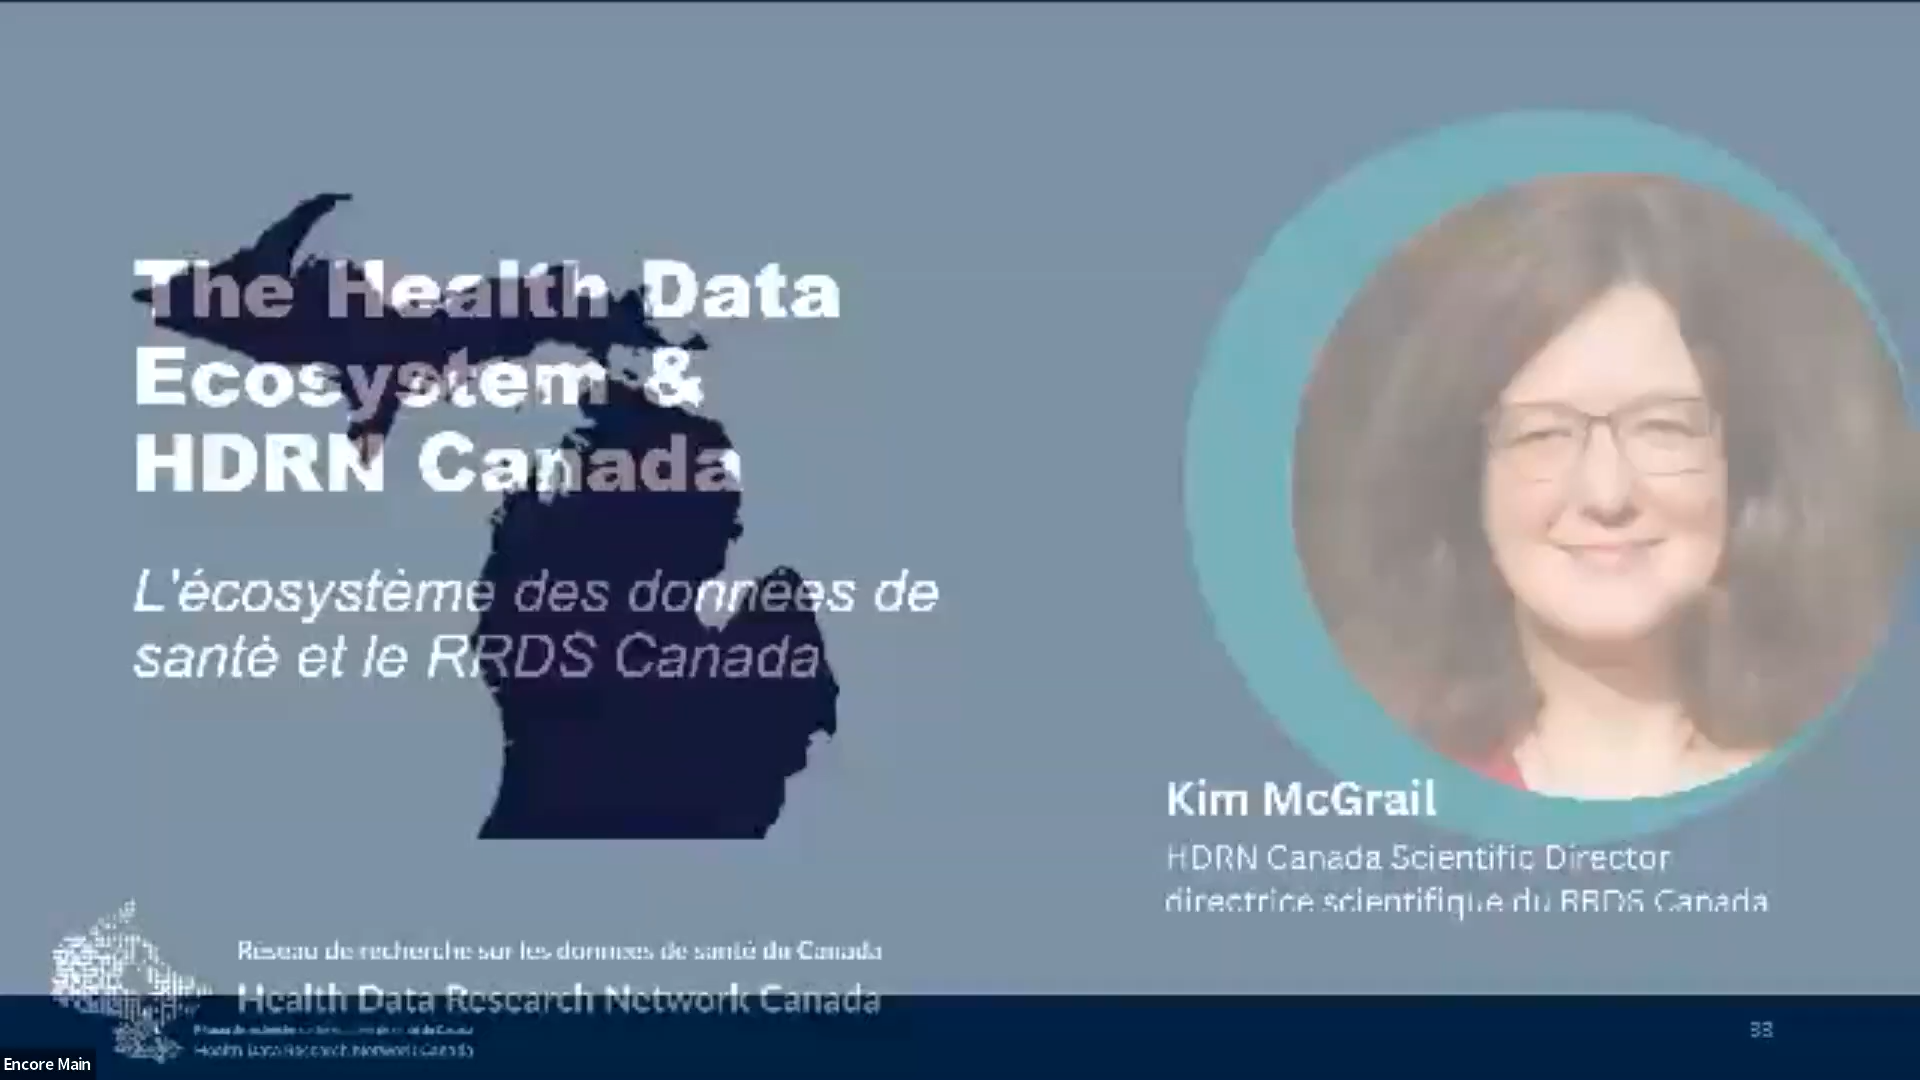 The Health Data
Ecosystem &
HDRN Canada
L'écosystème des données de
santé et le RRDS Canada
Kim McGrail
HDRN Canada Scientific Director
directrice scientifique du RRDS Canada
Réseau de recherche sur les données de santé du Canada
Health Data Research Network Canada
Health Data Research Network Canada
33
Encore Main